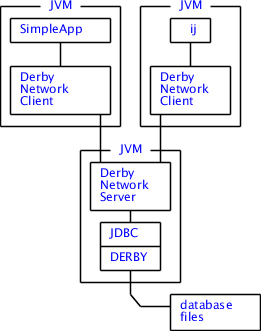 JVM
SimpleApp
Derby
Network
Client
JVM
ij
Derby
Network
Client
JVM
Derby
Network
Server
JDBC
DERBY
database
files